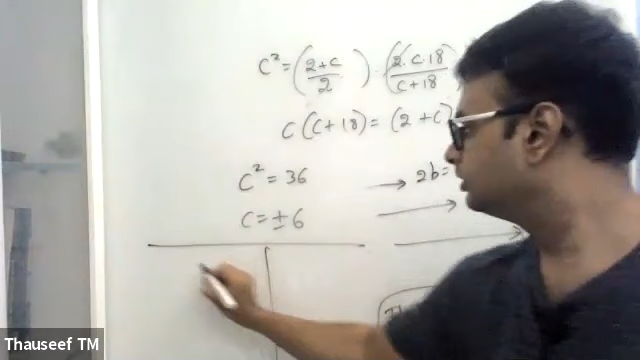 c² = (2+c/2) · (2·c·18/c+18)
c(c+18) = (2+c)
c² = 36 → 2b=
c = ±6
Thauseef TM